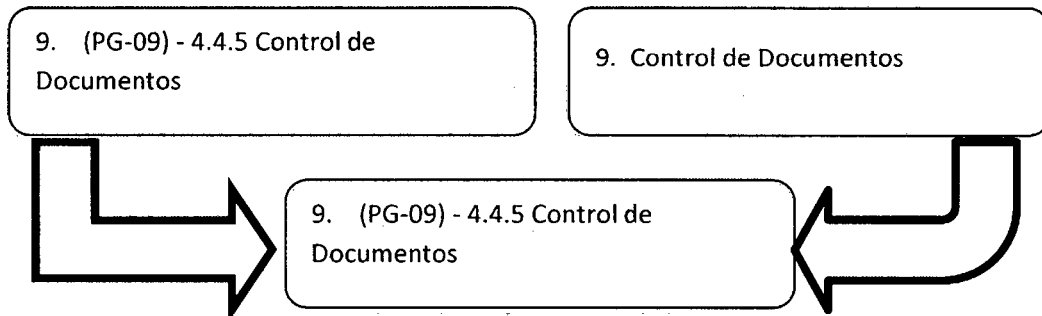 9. (PG-09) - 4.4.5 Control de
Documentos
9. Control de Documentos
9. (PG-09) - 4.4.5 Control de
Documentos